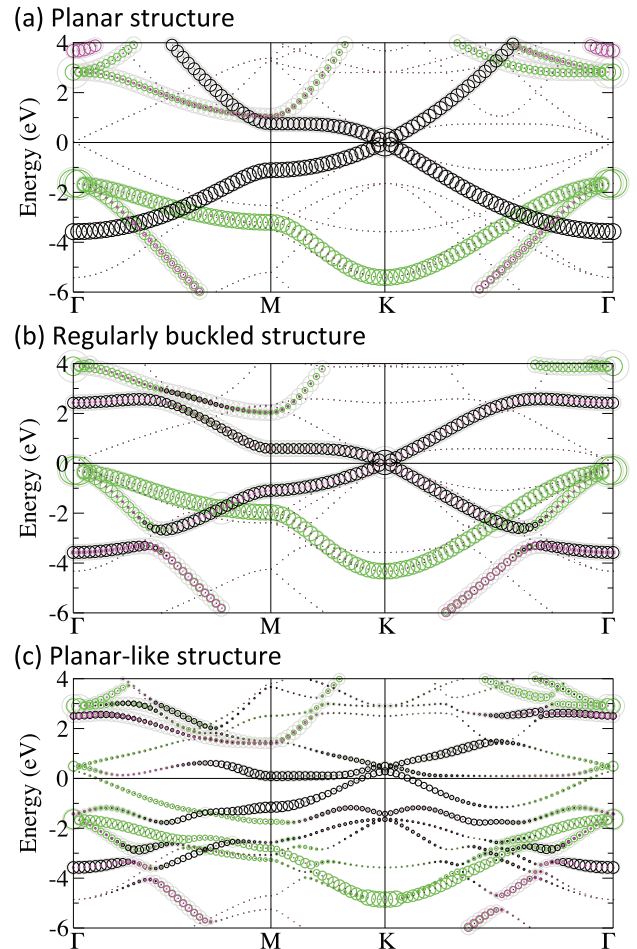 (a) Planar structure
4
2
0
-2
-4
-6
Energy (eV)
Γ M K Γ
(b) Regularly buckled structure
4
2
0
-2
-4
-6
Energy (eV)
Γ M K Γ
(c) Planar-like structure
4
2
0
-2
-4
-6
Energy (eV)
Γ M K Γ